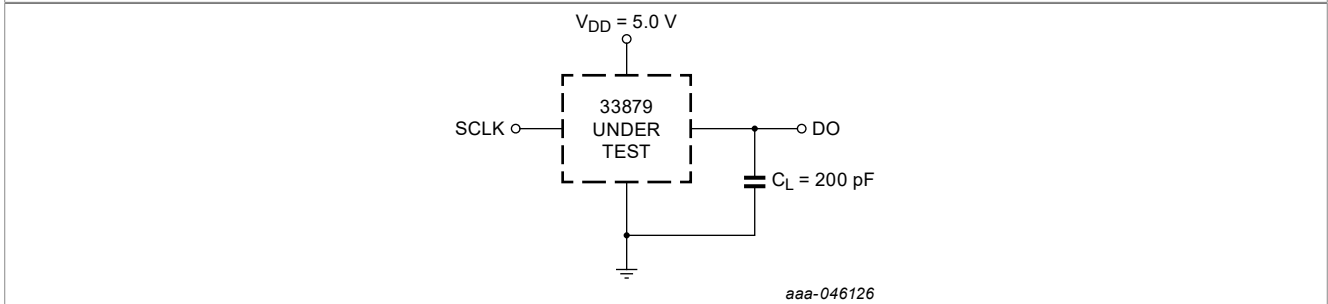 V_DD = 5.0 V
33879
UNDER
TEST
SCLK
DO
C_L = 200 pF
aaa-046126